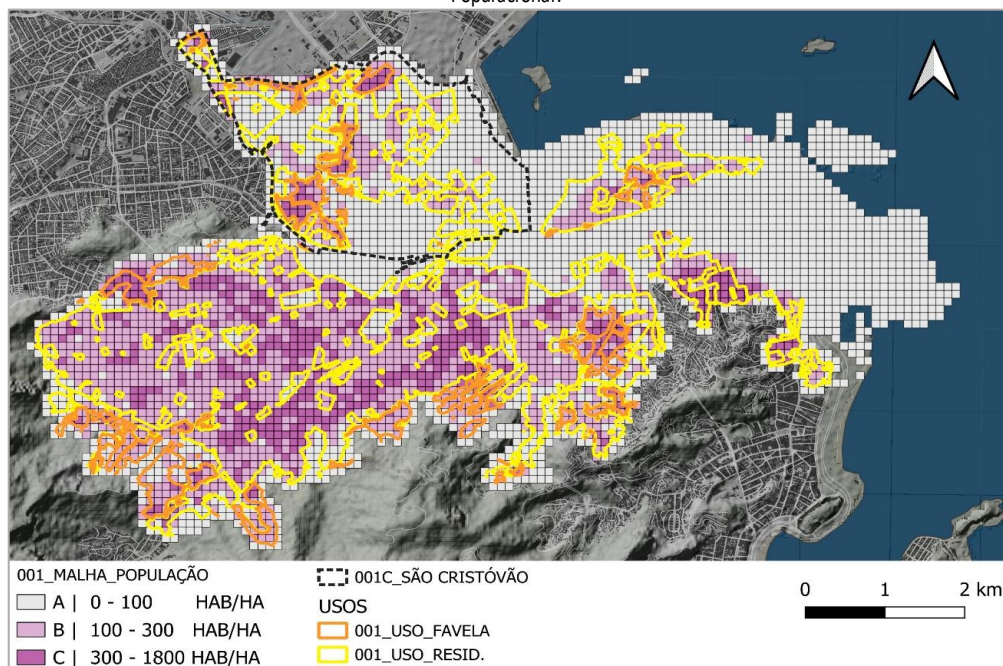 Populacional.
001_MALHA_POPULAÇÃO
A | 0 - 100 HAB/HA
B | 100 - 300 HAB/HA
C | 300 - 1800 HAB/HA
001C_SÃO CRISTÓVÃO
USOS
001_USO_FAVELA
001_USO_RESID.
0 1 2 km